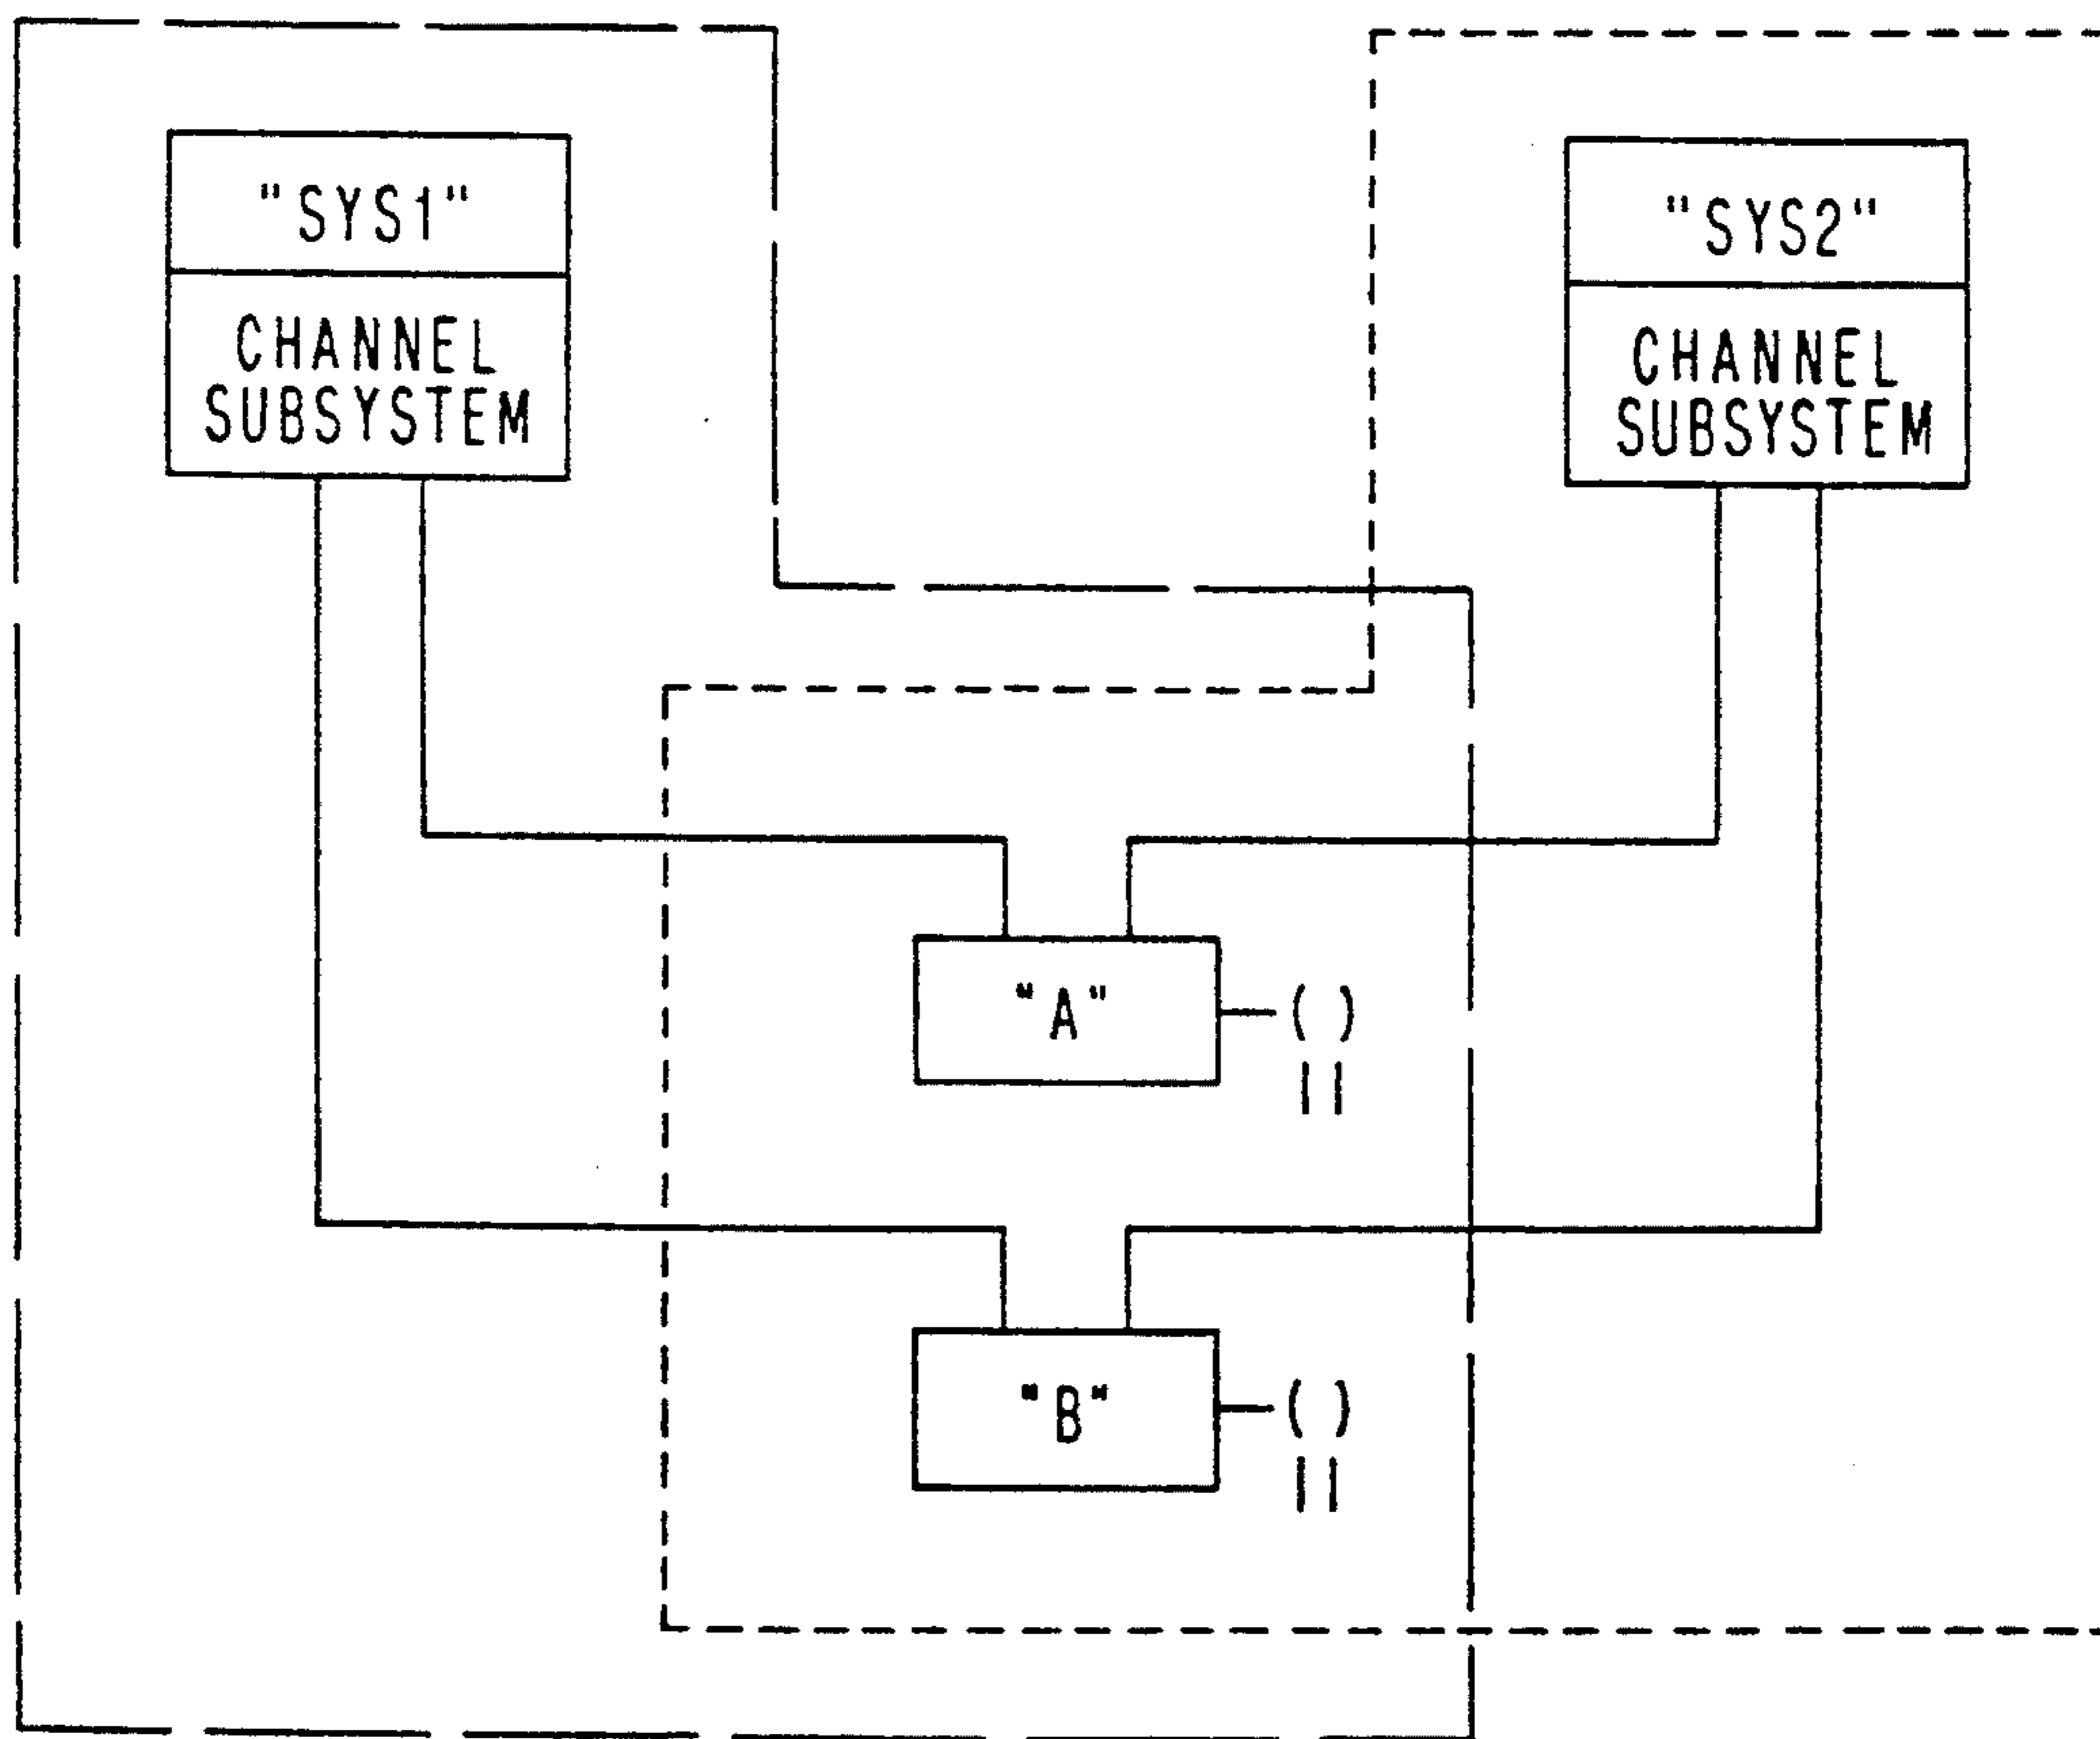 "SYS1"
CHANNEL
SUBSYSTEM
"SYS2"
CHANNEL
SUBSYSTEM
"A"
"B"